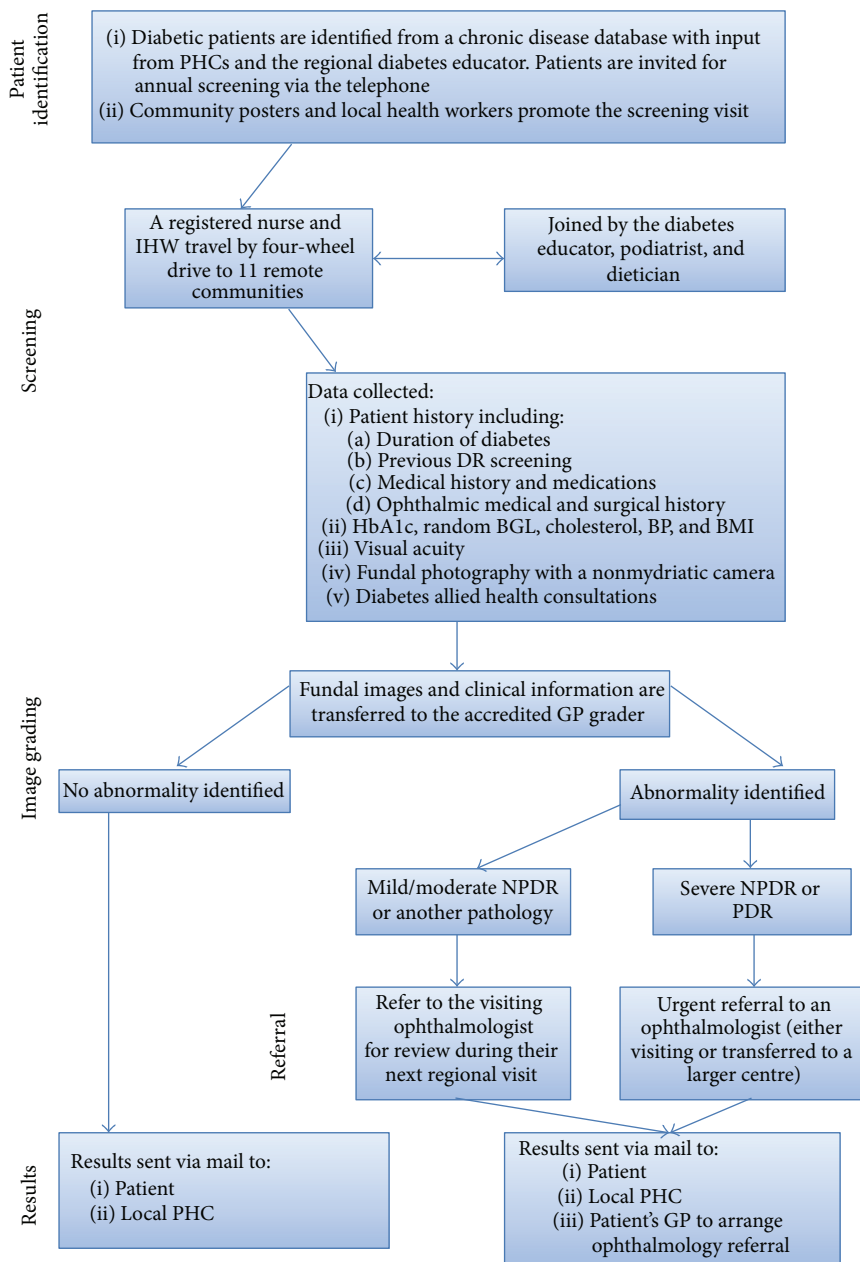 Patient
identification
(i) Diabetic patients are identified from a chronic disease database with input
from PHCs and the regional diabetes educator. Patients are invited for
annual screening via the telephone
(ii) Community posters and local health workers promote the screening visit
Screening
A registered nurse and
IHW travel by four-wheel
drive to 11 remote
communities
Joined by the diabetes
educator, podiatrist, and
dietician
Data collected:
(i) Patient history including:
(a) Duration of diabetes
(b) Previous DR screening
(c) Medical history and medications
(d) Ophthalmic medical and surgical history
(ii) HbA1c, random BGL, cholesterol, BP, and BMI
(iii) Visual acuity
(iv) Fundal photography with a nonmydriatic camera
(v) Diabetes allied health consultations
Image grading
Fundal images and clinical information are
transferred to the accredited GP grader
No abnormality identified
Abnormality identified
Mild/moderate NPDR
or another pathology
Severe NPDR or
PDR
Referral
Refer to the visiting
ophthalmologist
for review during their
next regional visit
Urgent referral to an
ophthalmologist (either
visiting or transferred to a
larger centre)
Results
Results sent via mail to:
(i) Patient
(ii) Local PHC
Results sent via mail to:
(i) Patient
(ii) Local PHC
(iii) Patient's GP to arrange
ophthalmology referral